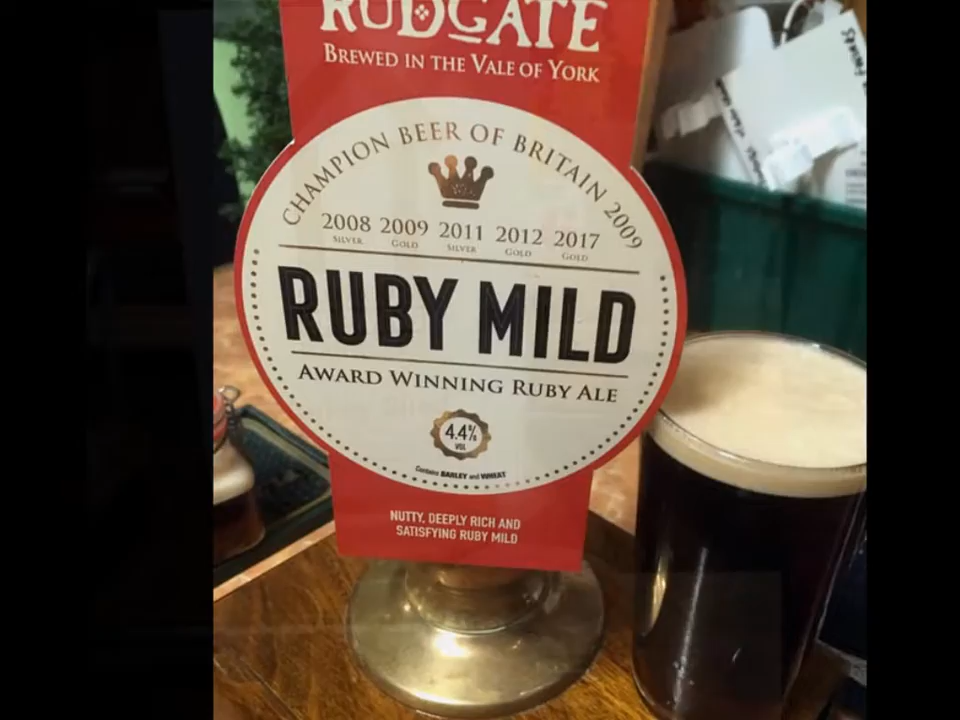 RUDGATE
BREWED IN THE VALE OF YORK
CHAMPION BEER OF BRITAIN 2009
2008 2009 2011 2012 2017
SILVER GOLD SILVER GOLD GOLD
RUBY MILD
AWARD WINNING RUBY ALE
4.4%
VOL
Contains BARLEY and WHEAT
NUTTY, DEEPLY RICH AND
SATISFYING RUBY MILD